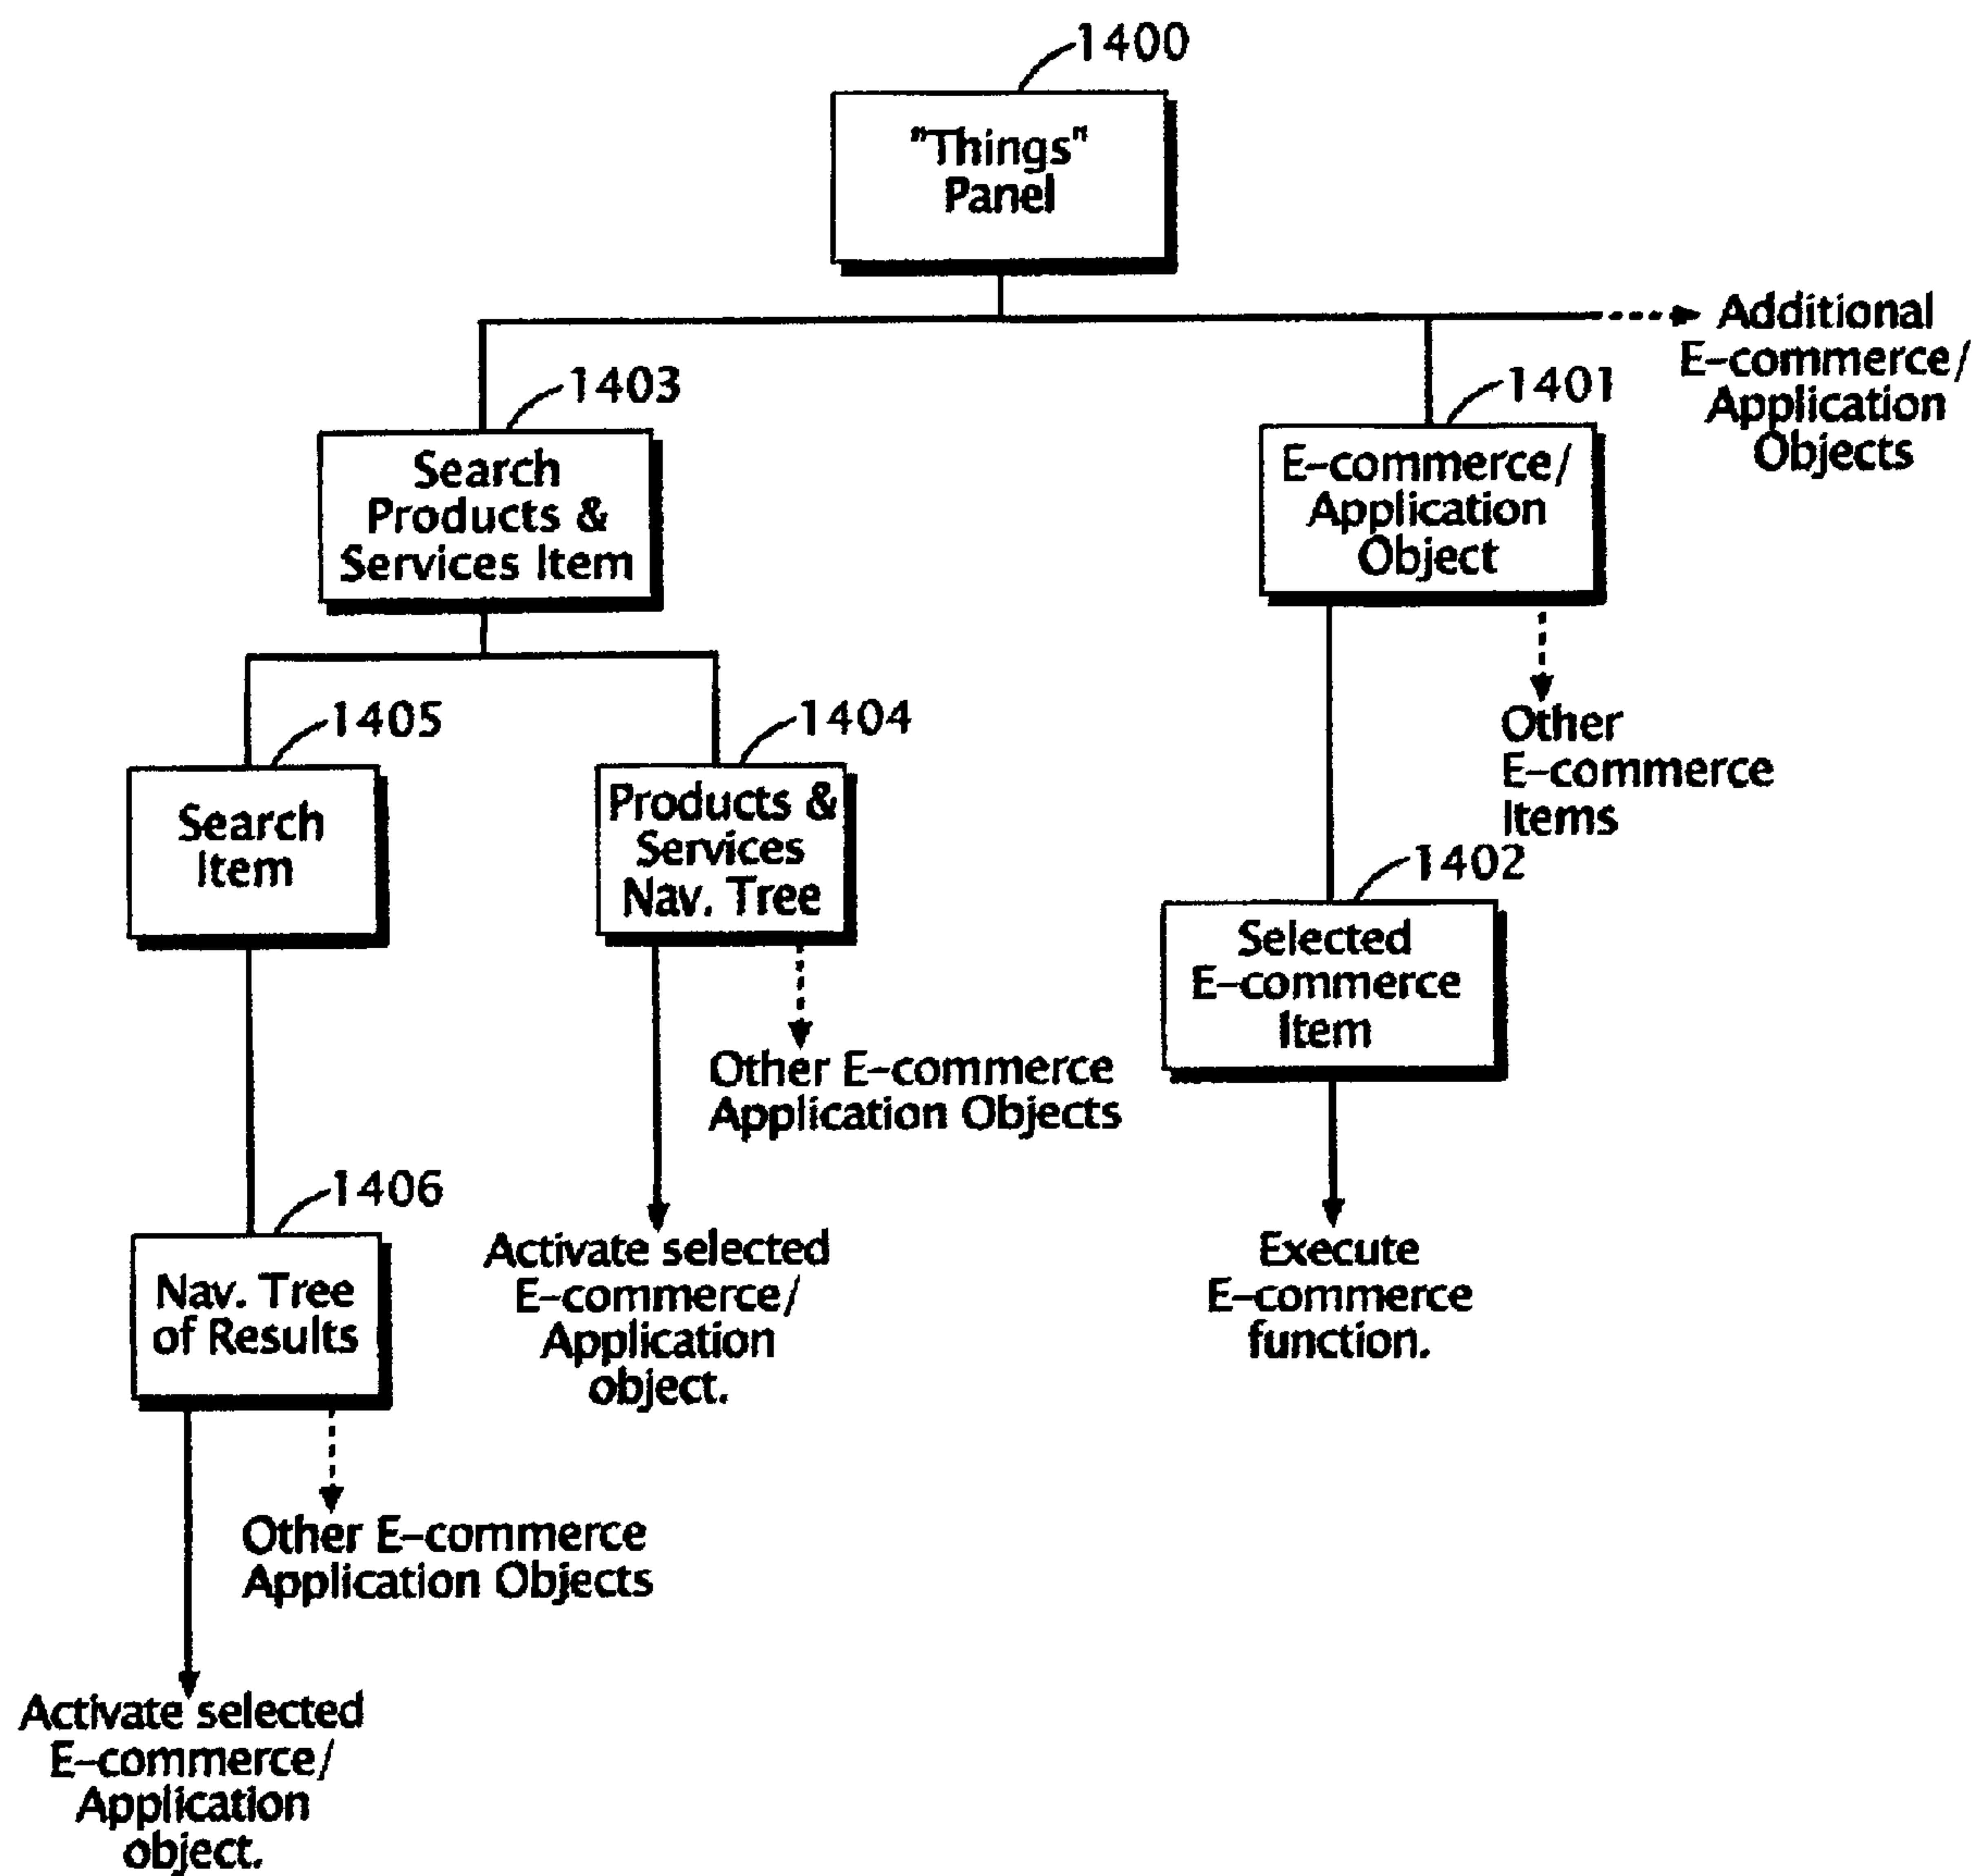 1400
"Things"
Panel
Additional
E-commerce/
Application
Objects
1403
Search
Products &
Services Item
1401
E-commerce/
Application
Object
Other
E-commerce
Items
1405
Search
Item
1404
Products &
Services
Nav. Tree
1402
Selected
E-commerce
Item
Other E-commerce
Application Objects
1406
Nav. Tree
of Results
Activate selected
E-commerce/
Application
object.
Execute
E-commerce
function.
Other E-commerce
Application Objects
Activate selected
E-commerce/
Application
object.